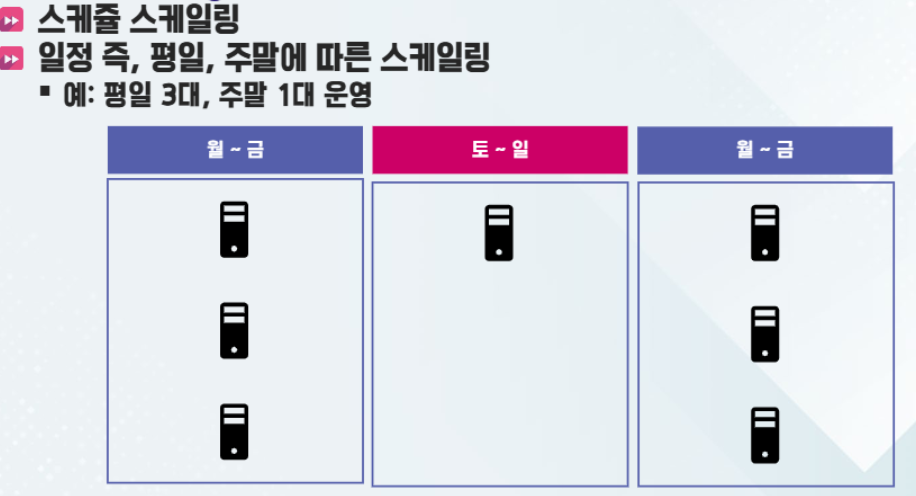 스케쥴 스케일링
일정 즉, 평일, 주말에 따른 스케일링
예: 평일 3대, 주말 1대 운영
월 ~ 금
토 ~ 일
월 ~ 금